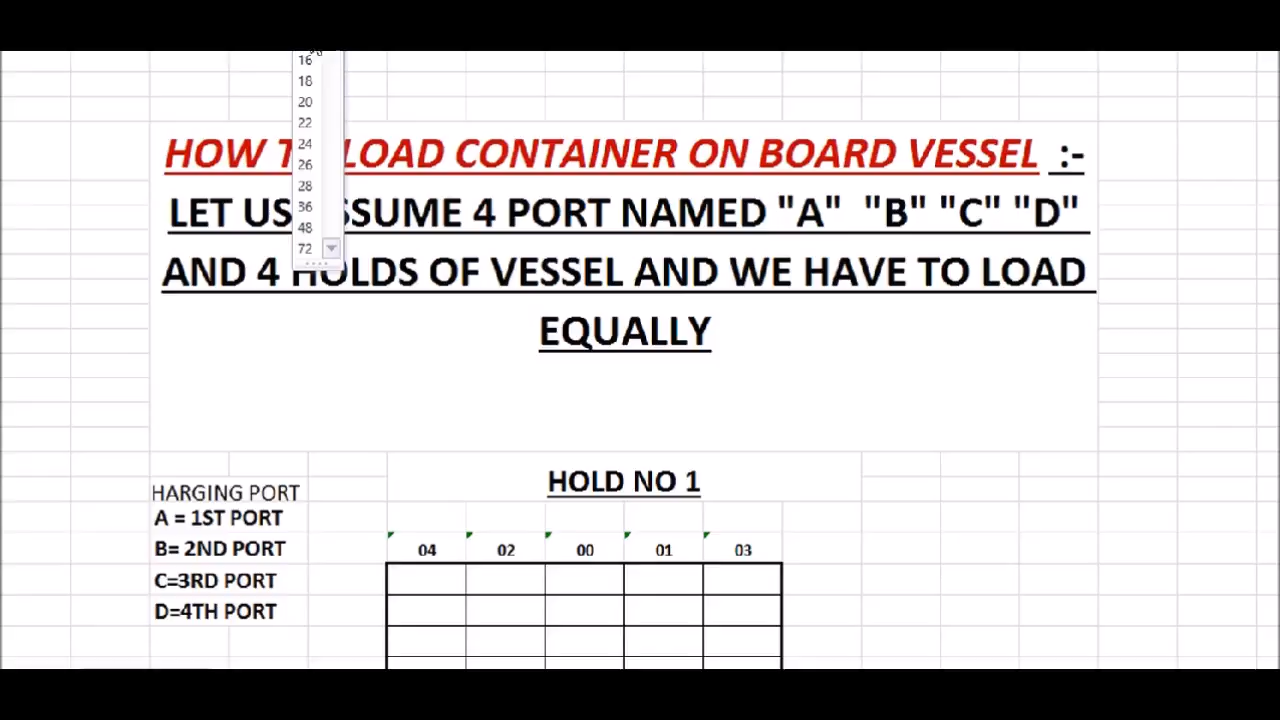 16
18
20
22
24
26
28
36
48
72
HOW T LOAD CONTAINER ON BOARD VESSEL :-
LET US SSUME 4 PORT NAMED "A" "B" "C" "D"
AND 4 HOLDS OF VESSEL AND WE HAVE TO LOAD
EQUALLY
HOLD NO 1
HARGING PORT
A = 1ST PORT
B= 2ND PORT
C=3RD PORT
D=4TH PORT
04 02 00 01 03